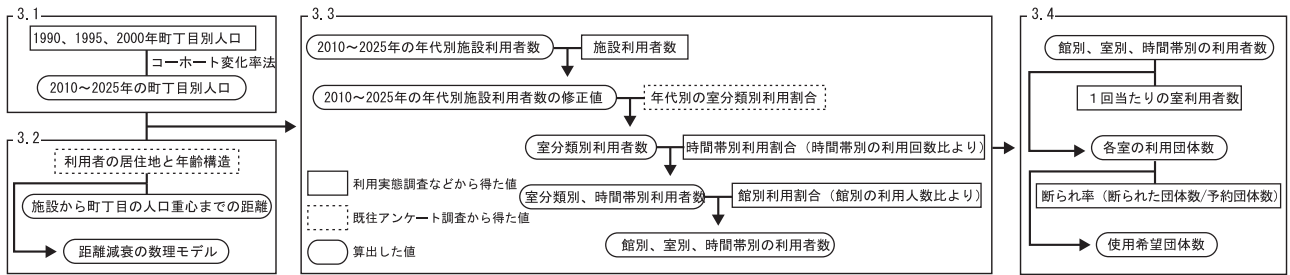 3.1
1990、1995、2000年町丁目別人口
コーホート変化率法
2010～2025年の町丁目別人口
3.2
利用者の居住地と年齢構造
施設から町丁目の人口重心までの距離
距離減衰の数理モデル
3.3
2010～2025年の年代別施設利用者数
施設利用者数
2010～2025年の年代別施設利用者数の修正値
年代別の室分類別利用割合
室分類別利用者数
時間帯別利用割合（時間帯別の利用回数比より）
室分類別、時間帯別利用者数
館別利用割合（館別の利用人数比より）
館別、室別、時間帯別の利用者数
利用実態調査などから得た値
既往アンケート調査から得た値
算出した値
3.4
館別、室別、時間帯別の利用者数
１回当たりの室利用者数
各室の利用団体数
断られ率（断られた団体数/予約団体数）
使用希望団体数